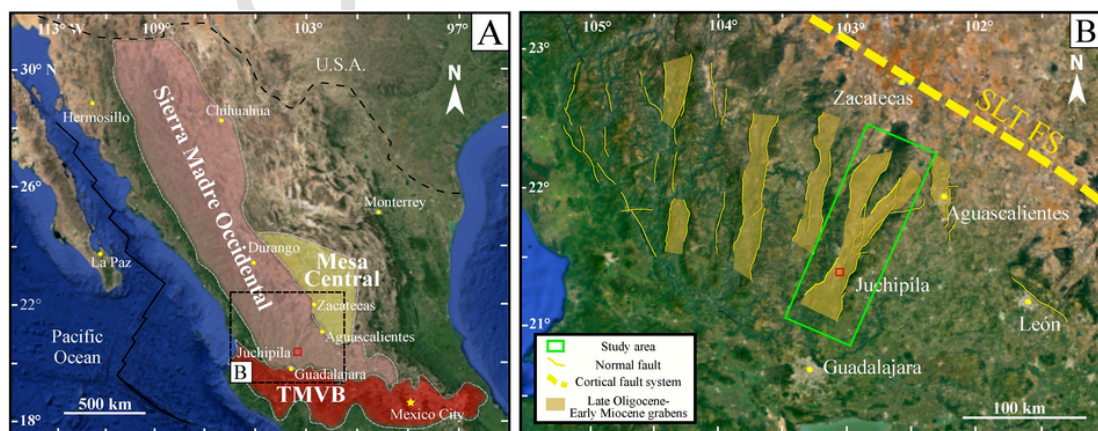 113° W
109°
103°
97°
A
U.S.A.
N
30° N
26°
22°
18°
Hermosillo
Chihuahua
Sierra Madre Occidental
Monterrey
La Paz
Durango
Mesa
Central
Zacatecas
Aguascalientes
Pacific
Ocean
Juchipila
B
Guadalajara
TMVB
Mexico City
500 km
105°
104°
103°
102°
B
23°
22°
21°
N
Zacatecas
SLT FS
Aguascalientes
Juchipila
León
Guadalajara
Study area
Normal fault
Cortical fault system
Late Oligocene-
Early Miocene grabens
100 km